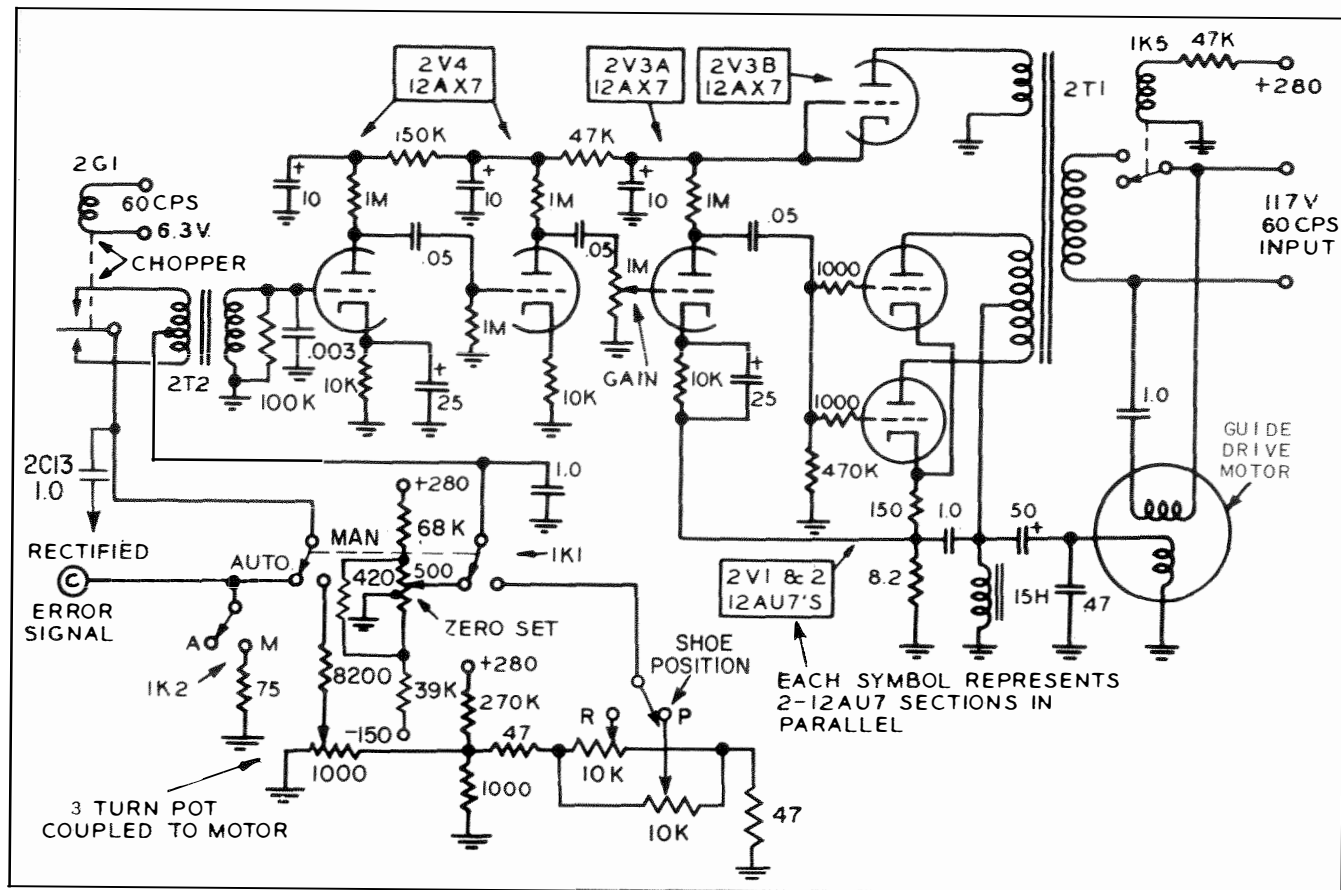 2V4
12AX7
2V3A
12AX7
2V3B
12AX7
1K5
47K
+280
2T1
150K
47K
2G1
60CPS
6.3V.
CHOPPER
+
10
+
10
+
10
1M
1M
1M
.05
.05
.05
1M
1M
117V
60 CPS
INPUT
1000
1000
2T2
.003
100K
10K
+
25
10K
GAIN
10K
+
25
470K
1.0
GUIDE
DRIVE
MOTOR
2C13
1.0
1.0
+280
68K
150
1.0
50
+
RECTIFIED
C
ERROR
SIGNAL
AUTO.
MAN
1K1
420
500
ZERO SET
2V1 & 2
12AU7'S
8.2
15H
47
A
M
1K2
75
8200
39K
-150
+280
270K
SHOE
POSITION
R
P
EACH SYMBOL REPRESENTS
2-12AU7 SECTIONS IN
PARALLEL
1000
47
10K
1000
10K
47
3 TURN POT
COUPLED TO MOTOR